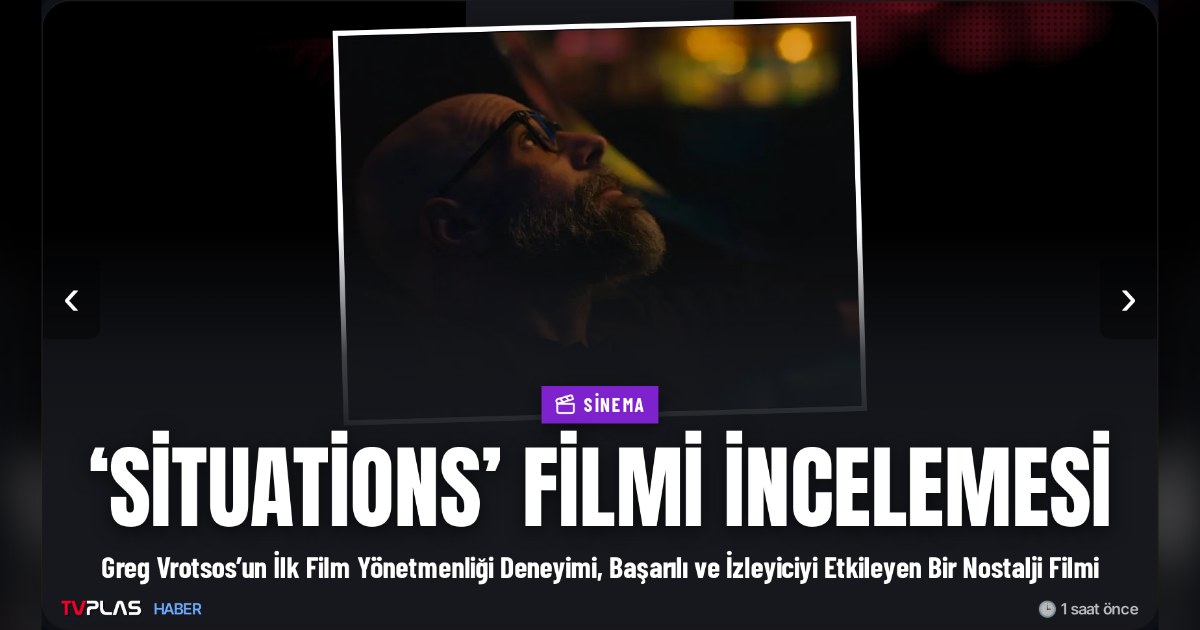 SİNEMA
‘SİTUATİONS’ FİLMİ İNCELEMESİ
Greg Vrotsos’un İlk Film Yönetmenliği Deneyimi, Başarılı ve İzleyiciyi Etkileyen Bir Nostalji Filmi
TVPLAS HABER
1 saat önce